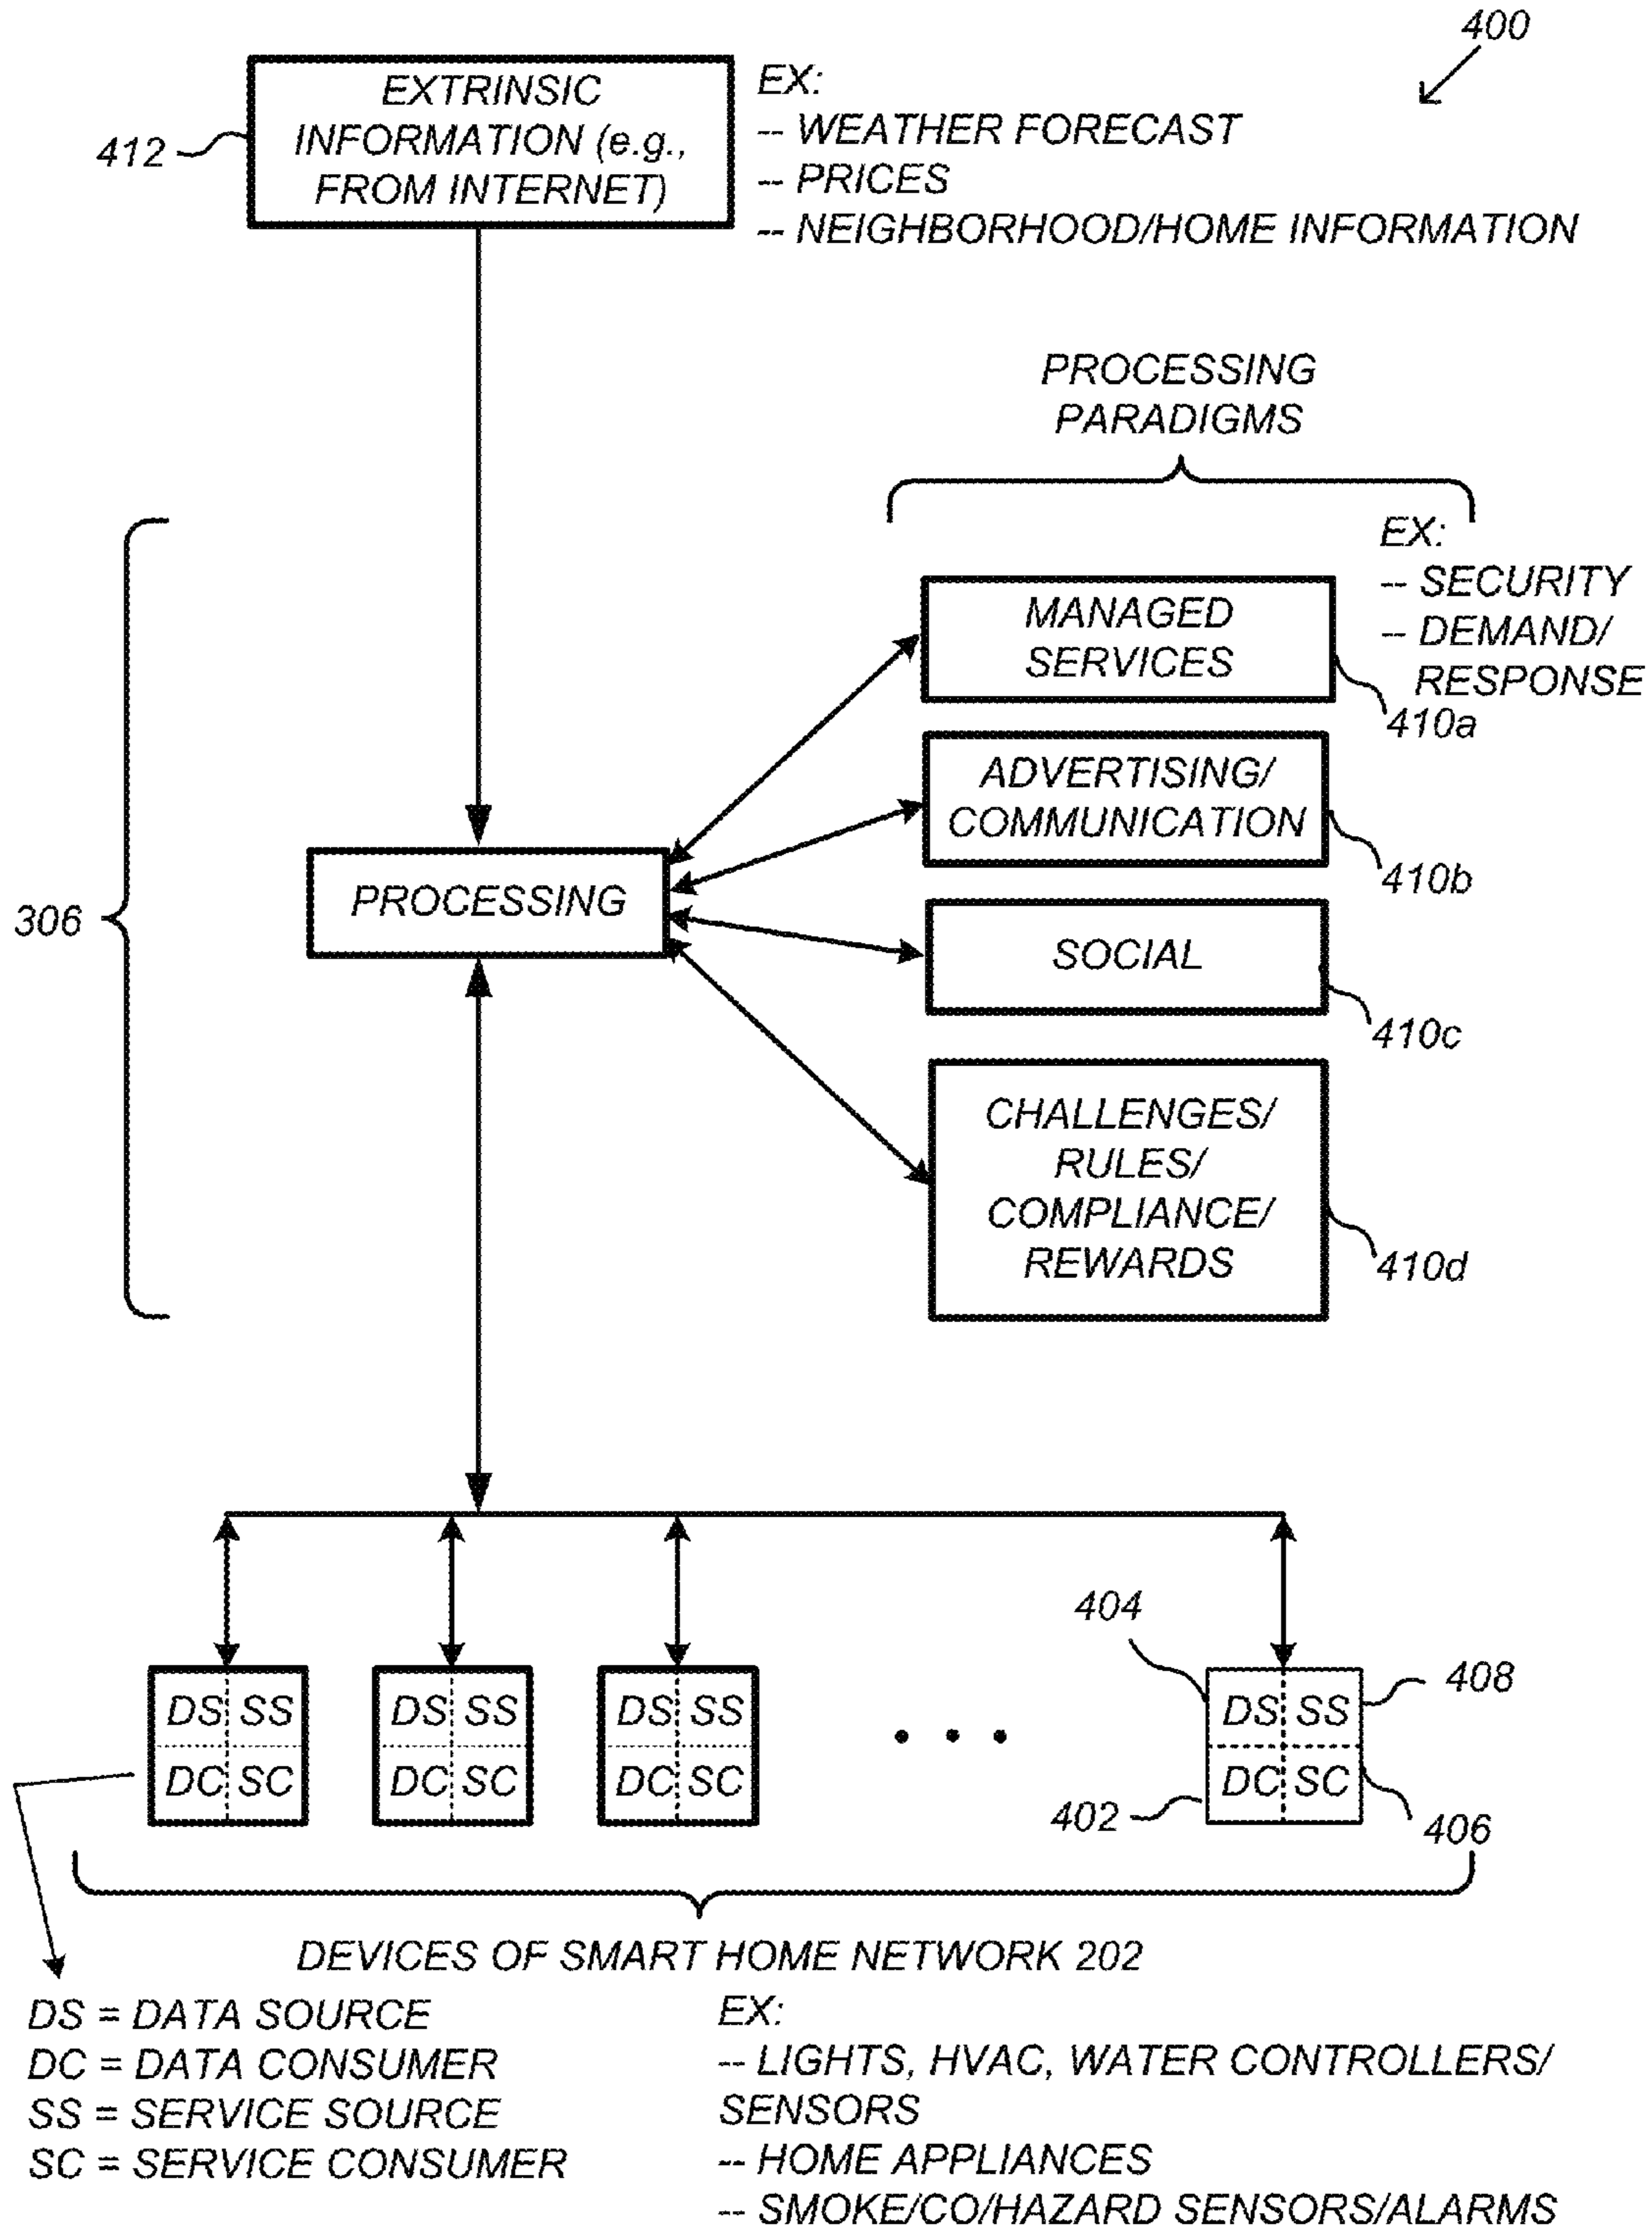 400
EXTRINSIC
INFORMATION (e.g.,
FROM INTERNET)
412
EX:
-- WEATHER FORECAST
-- PRICES
-- NEIGHBORHOOD/HOME INFORMATION
PROCESSING
PARADIGMS
EX:
-- SECURITY
-- DEMAND/
RESPONSE
MANAGED
SERVICES
410a
ADVERTISING/
COMMUNICATION
410b
306
PROCESSING
SOCIAL
410c
CHALLENGES/
RULES/
COMPLIANCE/
REWARDS
410d
404
408
DS SS
DC SC
DS SS
DC SC
DS SS
DC SC
• • •
DS SS
DC SC
402
406
DEVICES OF SMART HOME NETWORK 202
DS = DATA SOURCE
DC = DATA CONSUMER
SS = SERVICE SOURCE
SC = SERVICE CONSUMER
EX:
-- LIGHTS, HVAC, WATER CONTROLLERS/
SENSORS
-- HOME APPLIANCES
-- SMOKE/CO/HAZARD SENSORS/ALARMS